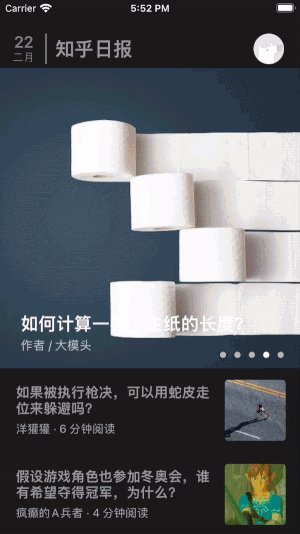 Carrier
5:52 PM
22
二月
知乎日报
如何计算一 纸的长度?
作者 / 大模头
如果被执行枪决，可以用蛇皮走
位来躲避吗?
洋獾獾 · 6 分钟阅读
假设游戏角色也参加冬奥会，谁
有希望夺得冠军，为什么?
疯癫的A兵者 · 4 分钟阅读